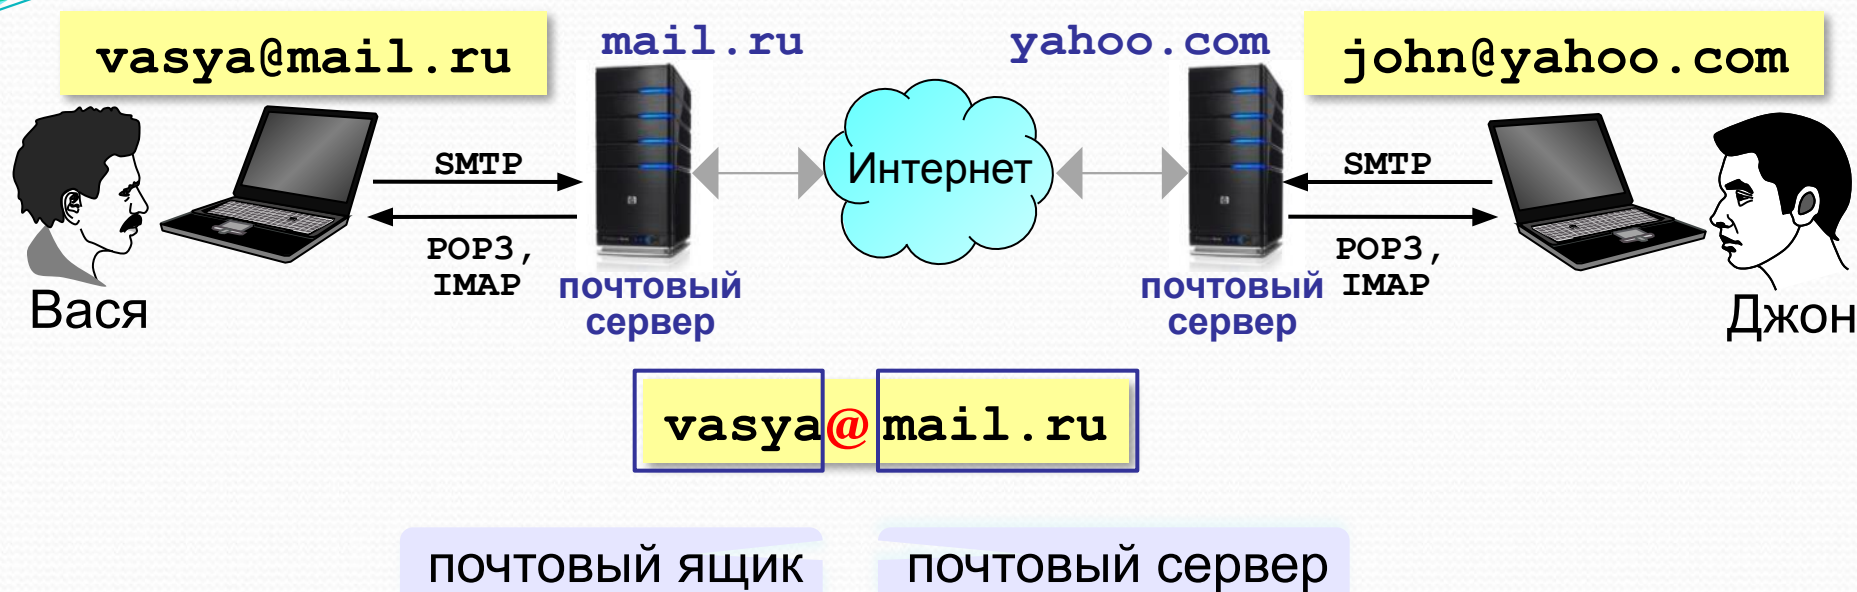 vasya@mail.ru
mail.ru
yahoo.com
john@yahoo.com
SMTP
Интернет
SMTP
POP3,
IMAP
почтовый
сервер
почтовый
сервер
POP3,
IMAP
Вася
Джон
vasya@mail.ru
почтовый ящик
почтовый сервер